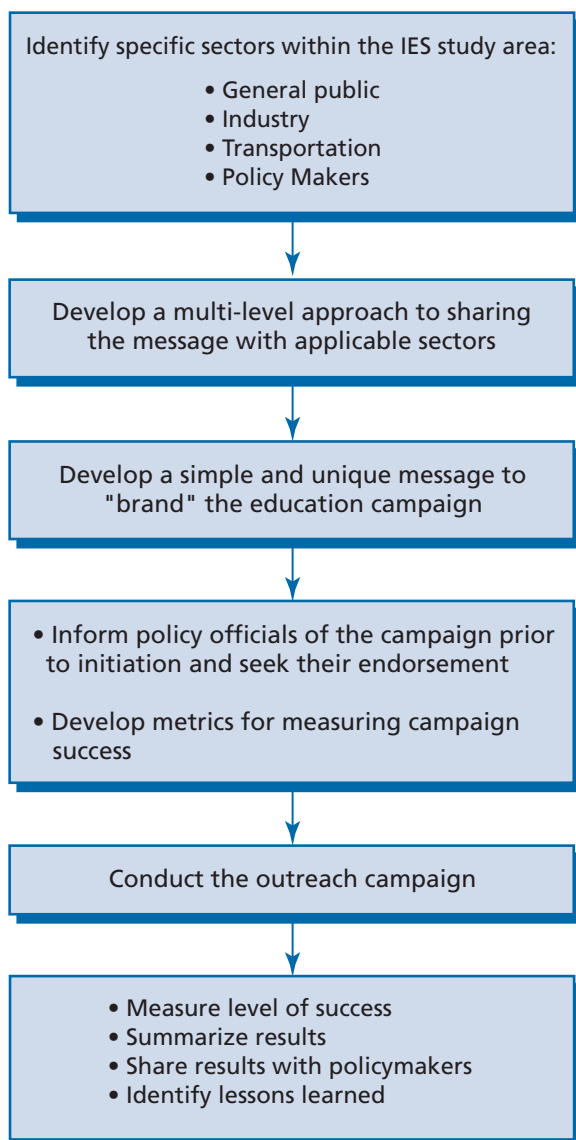 Identify specific sectors within the IES study area:
• General public
• Industry
• Transportation
• Policy Makers
Develop a multi-level approach to sharing
the message with applicable sectors
Develop a simple and unique message to
"brand" the education campaign
• Inform policy officials of the campaign prior
to initiation and seek their endorsement
• Develop metrics for measuring campaign
success
Conduct the outreach campaign
• Measure level of success
• Summarize results
• Share results with policymakers
• Identify lessons learned